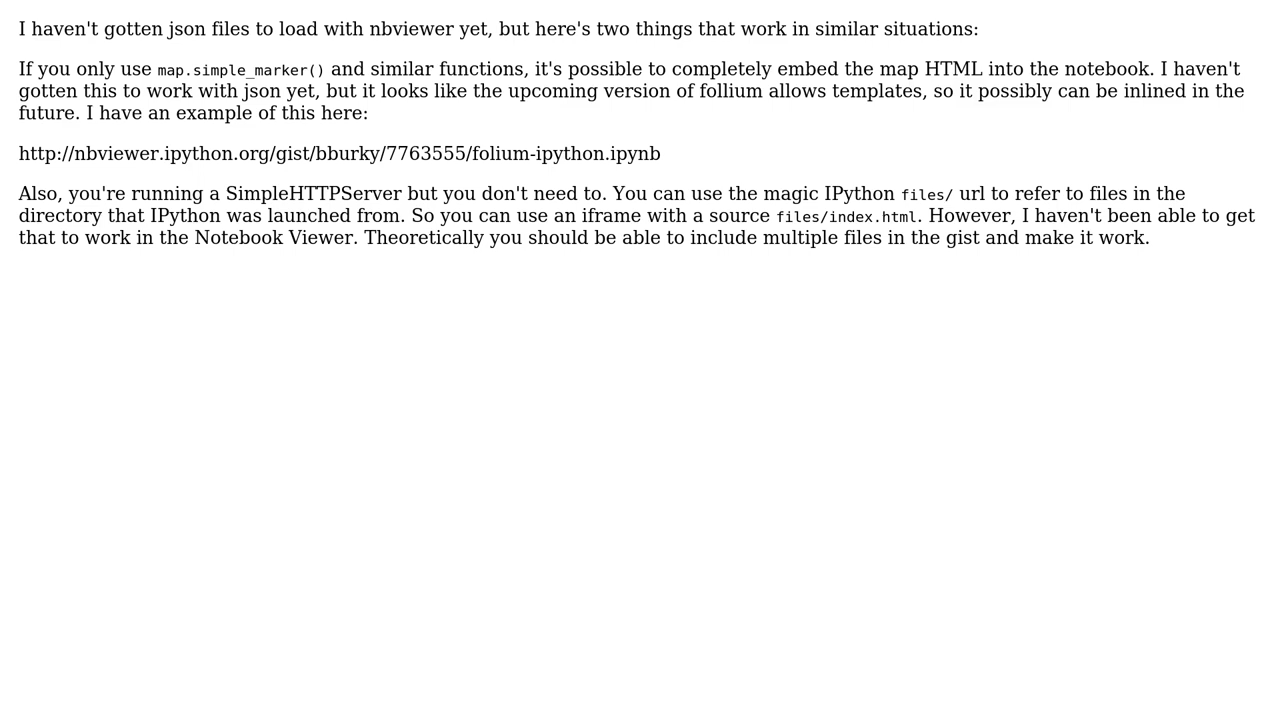 I haven't gotten json files to load with nbviewer yet, but here's two things that work in similar situations:
If you only use map.simple_marker() and similar functions, it's possible to completely embed the map HTML into the notebook. I haven't
gotten this to work with json yet, but it looks like the upcoming version of follium allows templates, so it possibly can be inlined in the
future. I have an example of this here:
http://nbviewer.ipython.org/gist/bburky/7763555/folium-ipython.ipynb
Also, you're running a SimpleHTTPServer but you don't need to. You can use the magic IPython files/ url to refer to files in the
directory that IPython was launched from. So you can use an iframe with a source files/index.html. However, I haven't been able to get
that to work in the Notebook Viewer. Theoretically you should be able to include multiple files in the gist and make it work.